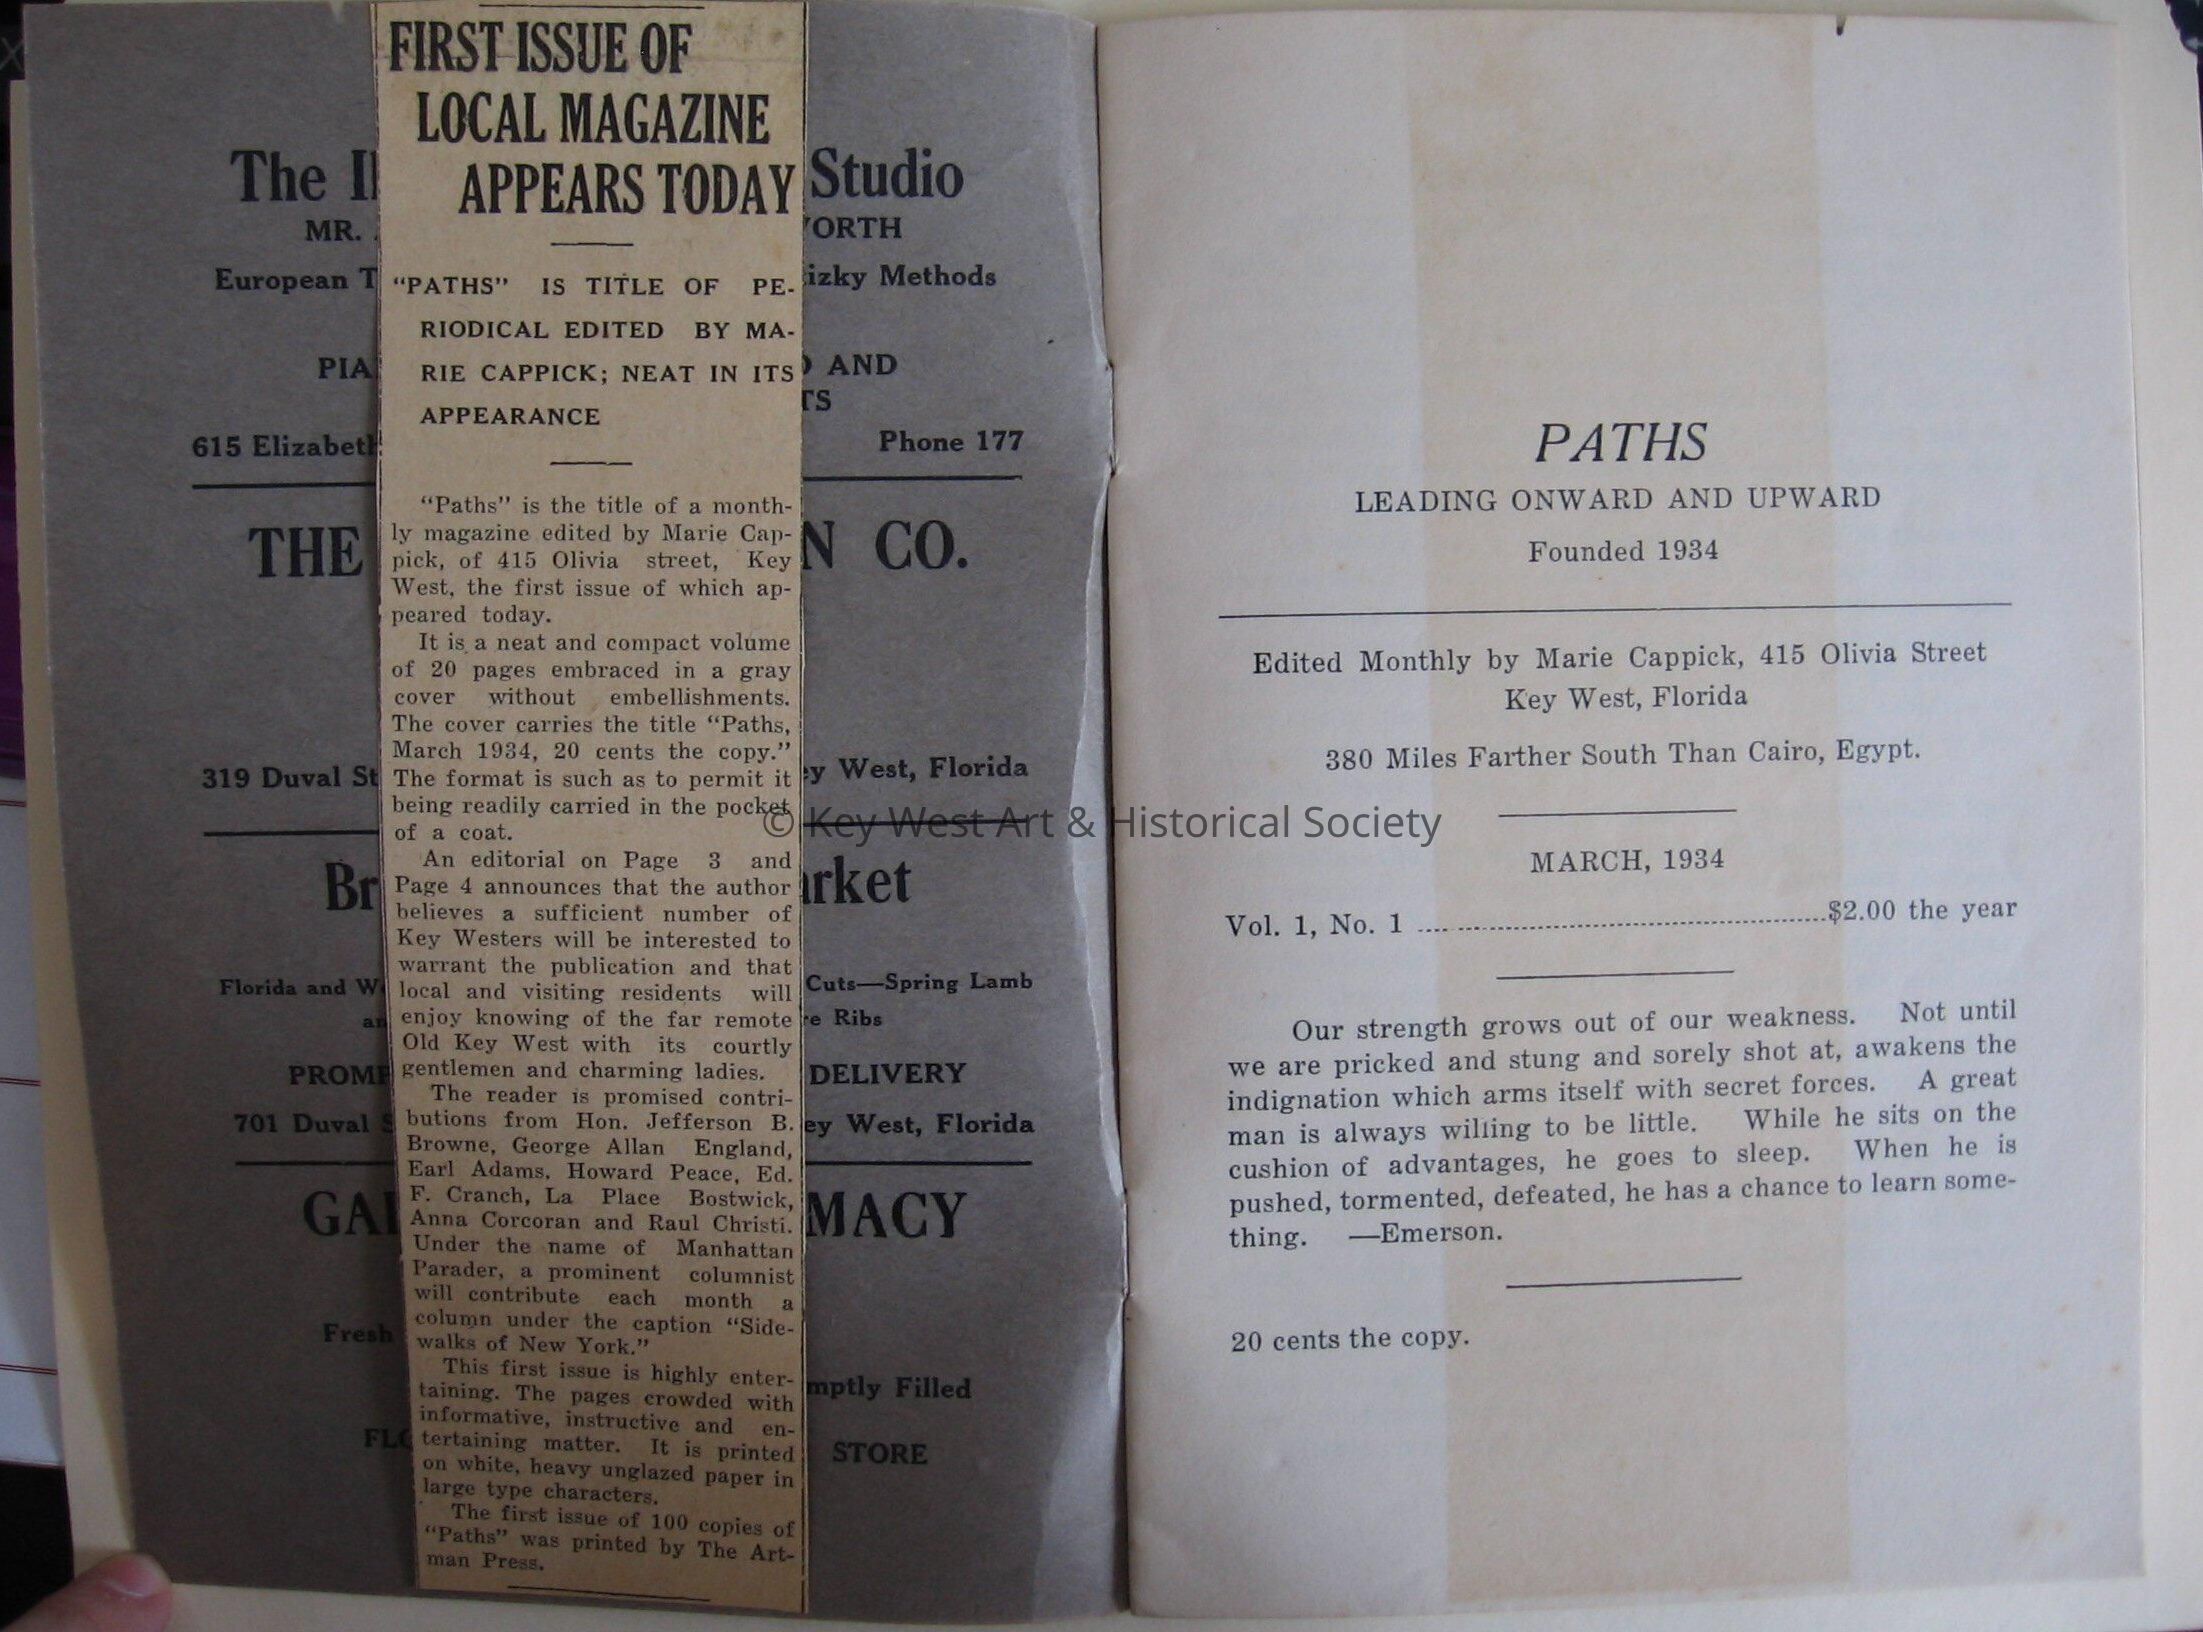 FIRST ISSUE OF
LOCAL MAGAZINE
APPEARS TODAY
“PATHS” IS TITLE OF PE-
RIODICAL EDITED BY MA-
RIE CAPPICK; NEAT IN ITS
APPEARANCE
“Paths” is the title of a month-
ly magazine edited by Marie Cap-
pick, of 415 Olivia street, Key
West, the first issue of which ap-
peared today.
It is a neat and compact volume
of 20 pages embraced in a gray
cover without embellishments.
The cover carries the title “Paths,
March 1934, 20 cents the copy.”
The format is such as to permit it
being readily carried in the pocket
of a coat.
An editorial on Page 3 and
Page 4 announces that the author
believes a sufficient number of
Key Westers will be interested to
warrant the publication and that
local and visiting residents will
enjoy knowing of the far remote
Old Key West with its courtly
gentlemen and charming ladies.
The reader is promised contri-
butions from Hon. Jefferson B.
Browne, George Allan England,
Earl Adams, Howard Peace, Ed.
F. Cranch, La Place Bostwick,
Anna Corcoran and Raul Christi.
Under the name of Manhattan
Parader, a prominent columnist
will contribute each month a
column under the caption “Side-
walks of New York.”
This first issue is highly enter-
taining. The pages crowded with
informative, instructive and en-
tertaining matter. It is printed
on white, heavy unglazed paper in
large type characters.
The first issue of 100 copies of
“Paths” was printed by The Art-
man Press.
The Studio
MR. ORTH
European izky Methods
PIA AND
TS
615 Elizabeth Phone 177
THE N CO.
319 Duval St y West, Florida
Br rket
Florida and W Cuts—Spring Lamb
Ribs
PROM DELIVERY
701 Duval ey West, Florida
GA MACY
Fresh
mptly Filled
FLO STORE
PATHS
LEADING ONWARD AND UPWARD
Founded 1934
Edited Monthly by Marie Cappick, 415 Olivia Street
Key West, Florida
380 Miles Farther South Than Cairo, Egypt.
MARCH, 1934
Vol. 1, No. 1 ........................ $2.00 the year
Our strength grows out of our weakness. Not until
we are pricked and stung and sorely shot at, awakens the
indignation which arms itself with secret forces. A great
man is always willing to be little. While he sits on the
cushion of advantages, he goes to sleep. When he is
pushed, tormented, defeated, he has a chance to learn some-
thing. —Emerson.
20 cents the copy.
© Key West Art & Historical Society